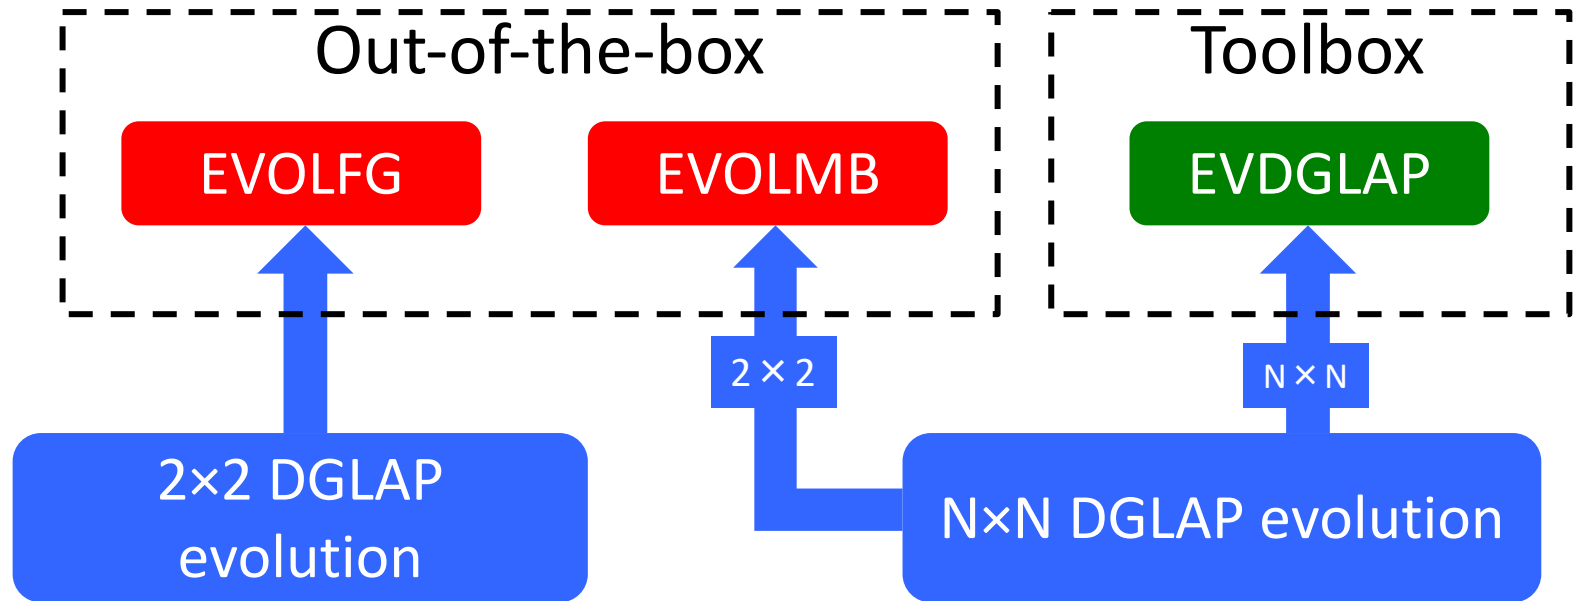 Out-of-the-box
Toolbox
EVOLFG
EVOLMB
EVDGLAP
2 × 2
N × N
2×2 DGLAP
evolution
N×N DGLAP evolution